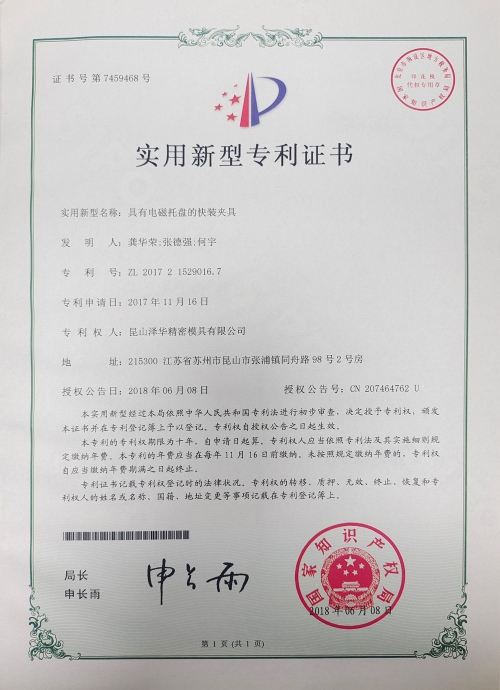 证书号第7459468号
印花税
代征专用章
国家知识产权局
实用新型专利证书
实用新型名称：具有电磁托盘的快装夹具
发明人：龚华荣;张德强;何宇
专利号：ZL 2017 2 1529016.7
专利申请日：2017年11月16日
专利权人：昆山泽华精密模具有限公司
地址：215300 江苏省苏州市昆山市张浦镇同舟路98号2号房
授权公告日：2018年06月08日 授权公告号：CN 207464762 U
本实用新型经过本局依照中华人民共和国专利法进行初步审查，决定授予专利权，颁发
本证书并在专利登记簿上予以登记。专利权自授权公告之日起生效。
本专利的专利权期限为十年，自申请日起算。专利权人应当依照专利法及其实施细则规
定缴纳年费。本专利的年费应当在每年11月16日前缴纳。未按照规定缴纳年费的，专利权
自应当缴纳年费期满之日起终止。
专利证书记载专利权登记时的法律状况。专利权的转移、质押、无效、终止、恢复和专
利权人的姓名或名称、国籍、地址变更等事项记载在专利登记簿上。
局长
申长雨
申长雨
国家知识产权局
2018年06月08日
第1页(共1页)